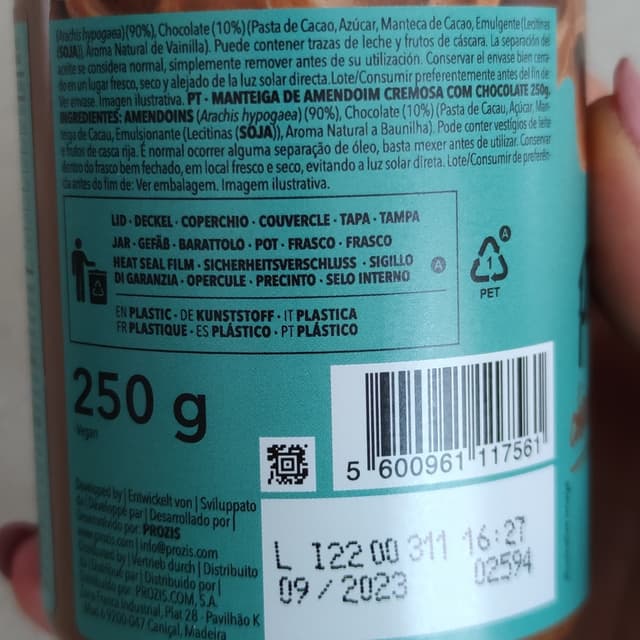 (Arachis hypogaea)(90%), Chocolate (10%)(Pasta de Cacao, Azúcar, Manteca de Cacao, Emulgente (Lecitinas
(SOJA)), Aroma Natural de Vainilla). Puede contener trazas de leche y frutos de cáscara. La separación del
aceite se considera normal, simplemente remover antes de su utilización. Conservar el envase bien cerra-
do en un lugar fresco, seco y alejado de la luz solar directa. Lote/Consumir preferentemente antes del fin de:
Ver envase. Imagen ilustrativa. PT · MANTEIGA DE AMENDOIM CREMOSA COM CHOCOLATE 250g.
INGREDIENTES: AMENDOINS (Arachis hypogaea) (90%), Chocolate (10%) (Pasta de Cacau, Açúcar, Man-
teiga de Cacau, Emulsionante (Lecitinas (SOJA)), Aroma Natural a Baunilha). Pode conter vestígios de leite
e frutos de casca rija. É normal ocorrer alguma separação de óleo, basta mexer antes de utilizar. Conservar
dentro do frasco bem fechado, em local fresco e seco, evitando a luz solar direta. Lote/Consumir de preferên-
cia antes do fim de: Ver embalagem. Imagem ilustrativa.
LID · DECKEL · COPERCHIO · COUVERCLE · TAPA · TAMPA
JAR · GEFÄß · BARATTOLO · POT · FRASCO · FRASCO
HEAT SEAL FILM · SICHERHEITSVERSCHLUSS · SIGILLO
DI GARANZIA · OPERCULE · PRECINTO · SELO INTERNO
A
EN PLASTIC · DE KUNSTSTOFF · IT PLASTICA
FR PLASTIQUE · ES PLÁSTICO · PT PLÁSTICO
A
1
PET
250 g
Vegan
5 600961 117561
Developed by | Entwickelt von | Sviluppato
da | Développé par | Desarrollado por |
Desenvolvido por: PROZIS
www.prozis.com | info@prozis.com
Distributed by | Vertrieb durch | Distribuito
da | Distribué par | Distribuido por |
Distribuído por: PROZIS.COM, S.A.
Zona Franca Industrial, Plat 28 - Pavilhão K
Mod. 6 9200-047 Caniçal, Madeira
L 122 00 311 16:27
09/2023 02594